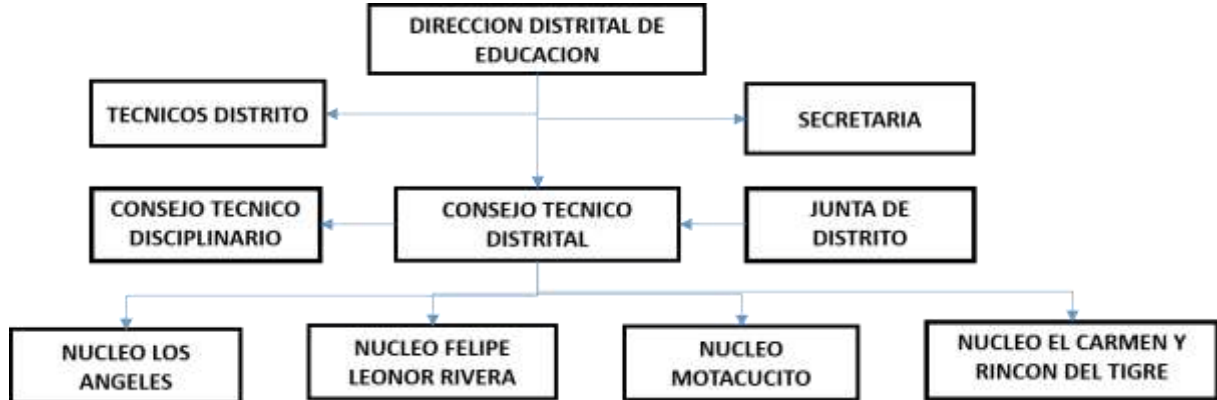 DIRECCION DISTRITAL DE
EDUCACION
TECNICOS DISTRITO
SECRETARIA
CONSEJO TECNICO
DISCIPLINARIO
CONSEJO TECNICO
DISTRITAL
JUNTA DE
DISTRITO
NUCLEO LOS
ANGELES
NUCLEO FELIPE
LEONOR RIVERA
NUCLEO
MOTACUCITO
NUCLEO EL CARMEN Y
RINCON DEL TIGRE